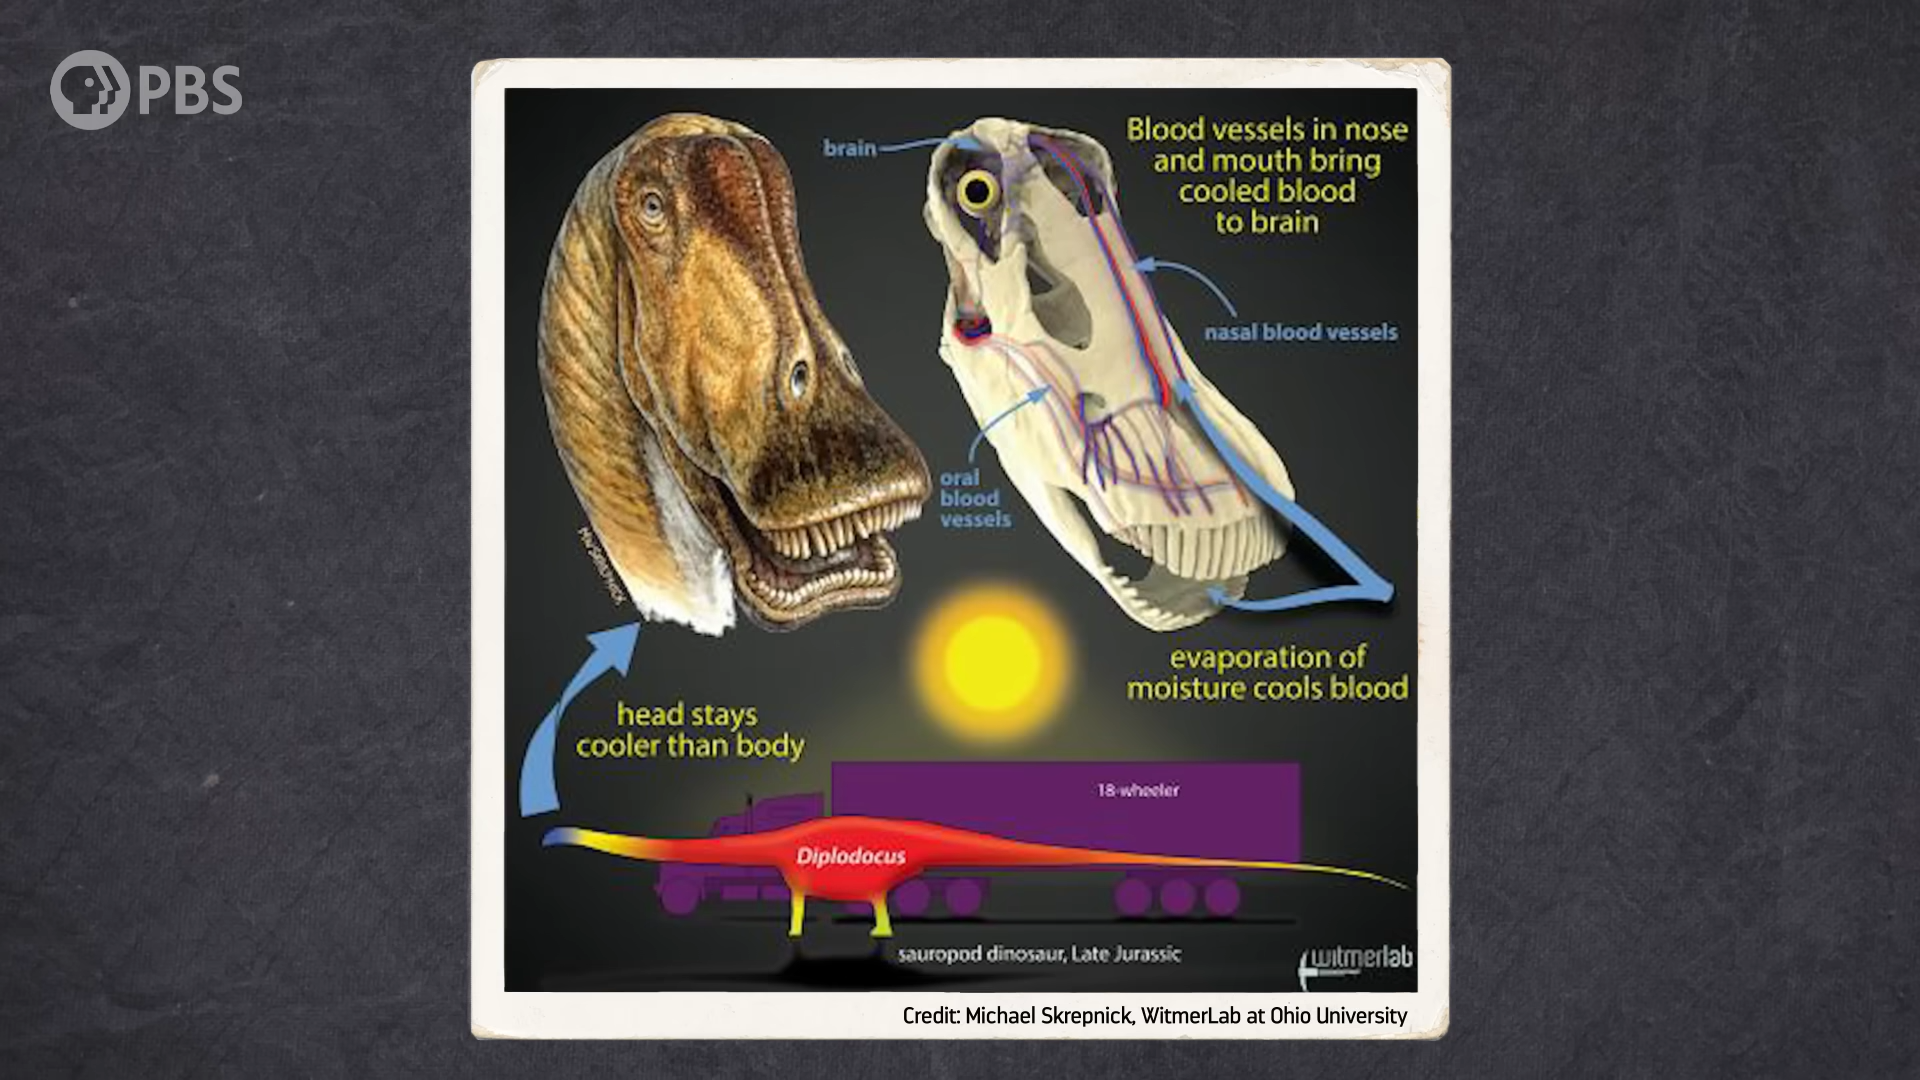 PBS
brain
Blood vessels in nose
and mouth bring
cooled blood
to brain
nasal blood vessels
oral
blood
vessels
evaporation of
moisture cools blood
head stays
cooler than body
18-wheeler
Diplodocus
sauropod dinosaur, Late Jurassic
witmerlab
Credit: Michael Skrepnick, WitmerLab at Ohio University